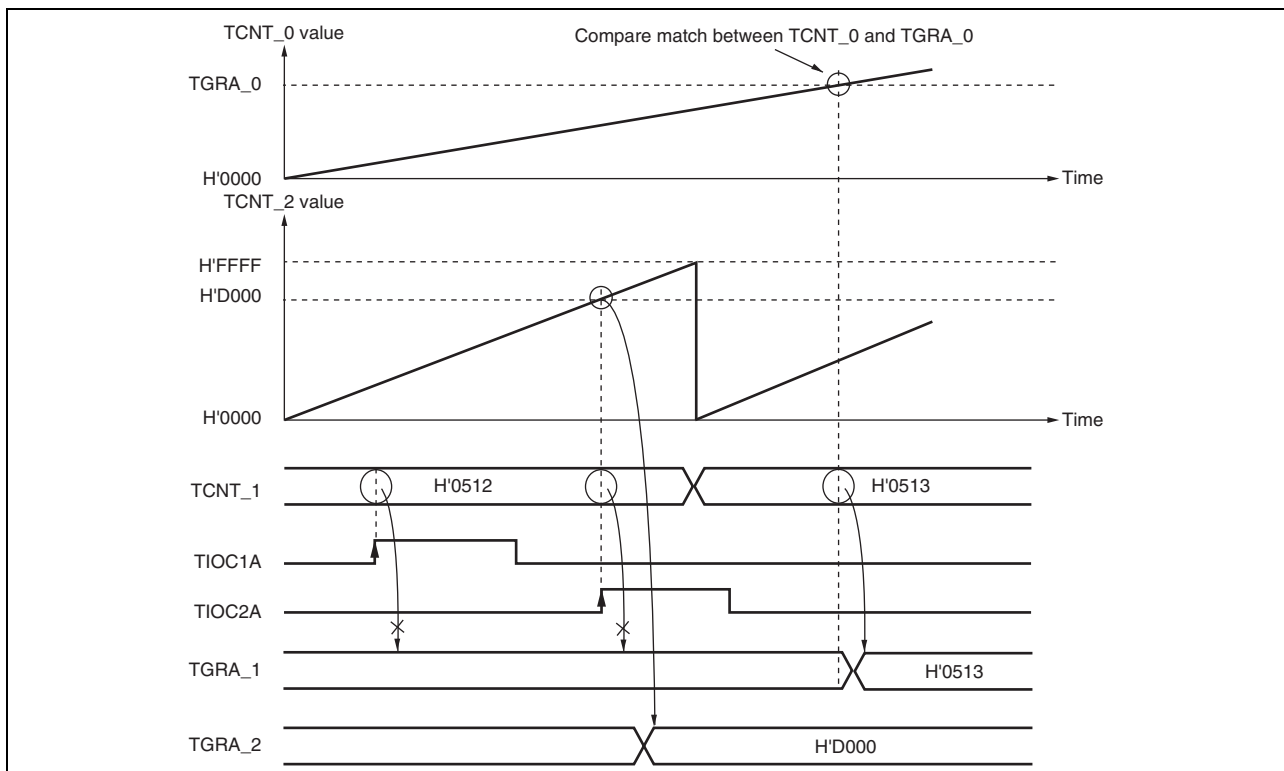 TCNT_0 value
Compare match between TCNT_0 and TGRA_0
TGRA_0
H'0000
Time
TCNT_2 value
H'FFFF
H'D000
H'0000
Time
TCNT_1
H'0512
H'0513
TIOC1A
TIOC2A
TGRA_1
H'0513
TGRA_2
H'D000